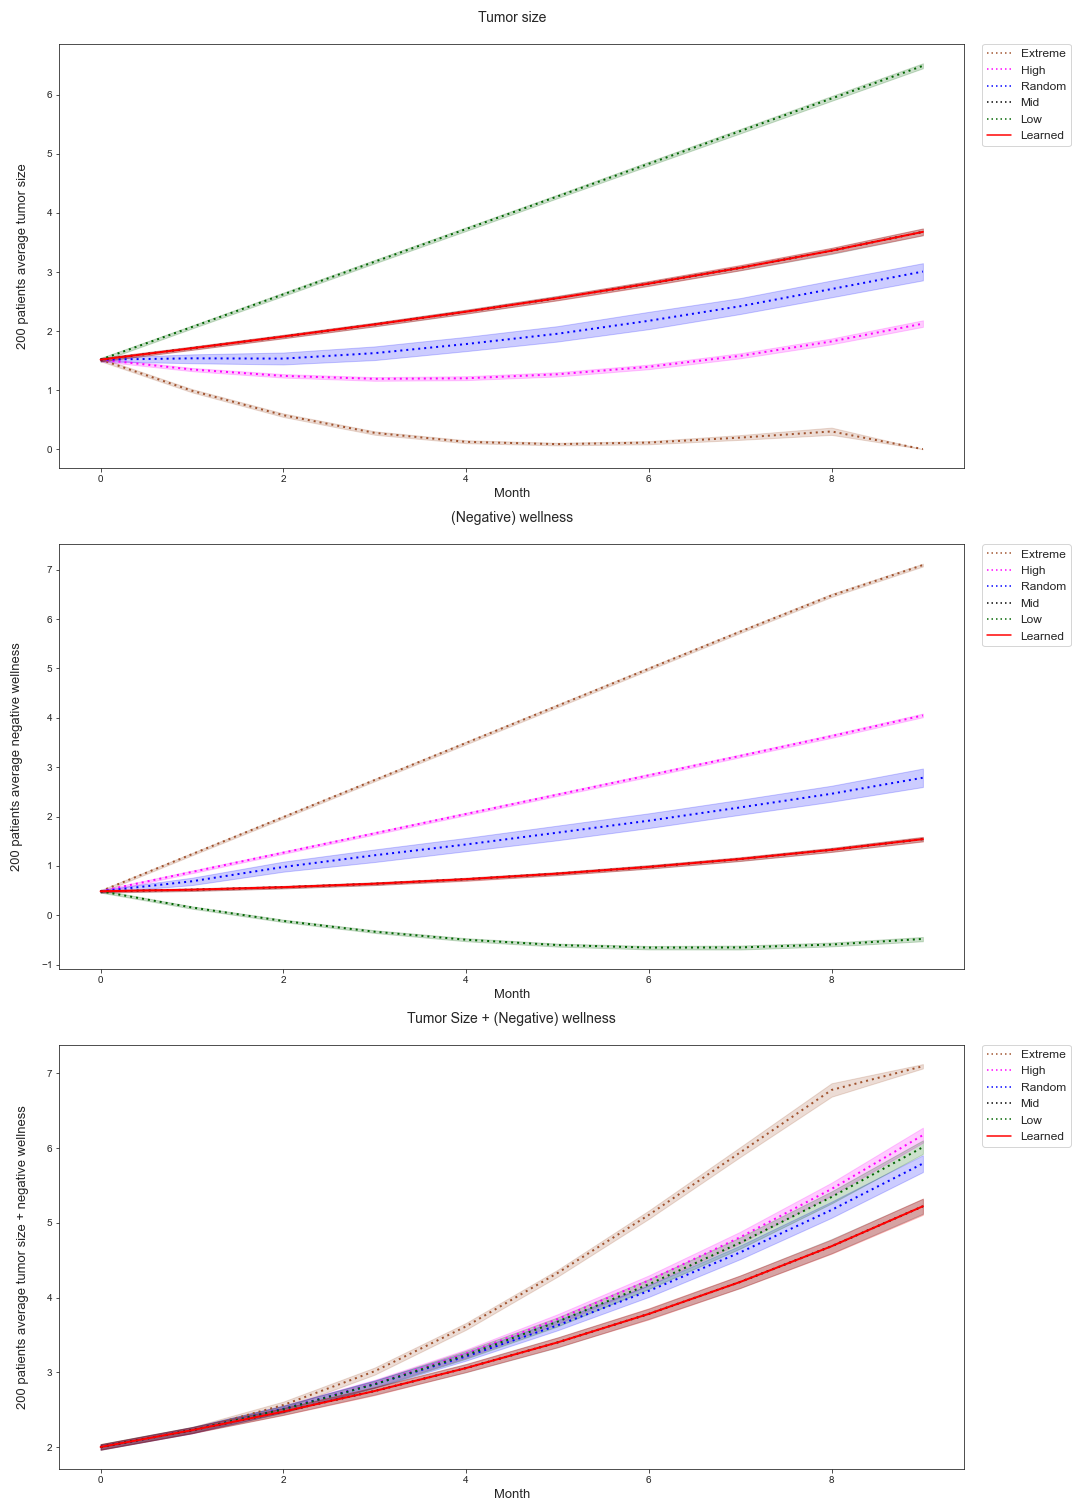 Tumor size
200 patients average tumor size
6
5
4
3
2
1
0
0 2 4 6 8
Month
Extreme
High
Random
Mid
Low
Learned
(Negative) wellness
200 patients average negative wellness
7
6
5
4
3
2
1
0
−1
0 2 4 6 8
Month
Extreme
High
Random
Mid
Low
Learned
Tumor Size + (Negative) wellness
200 patients average tumor size + negative wellness
7
6
5
4
3
2
0 2 4 6 8
Month
Extreme
High
Random
Mid
Low
Learned